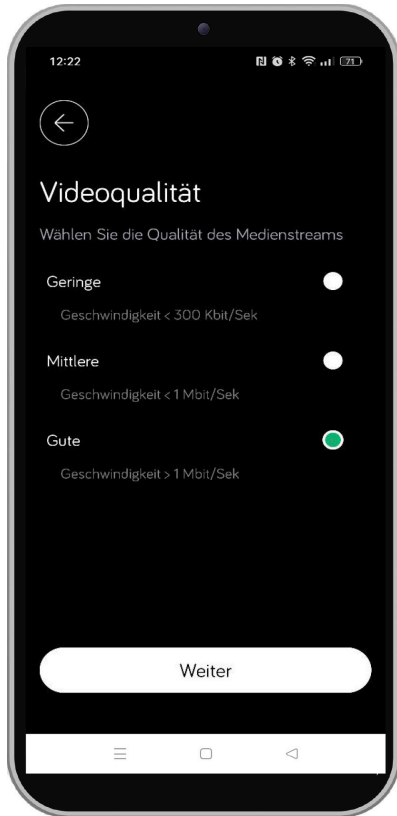 12:22
71
Videoqualität
Wählen Sie die Qualität des Medienstreams
Geringe
Geschwindigkeit < 300 Kbit/Sek
Mittlere
Geschwindigkeit < 1 Mbit/Sek
Gute
Geschwindigkeit > 1 Mbit/Sek
Weiter